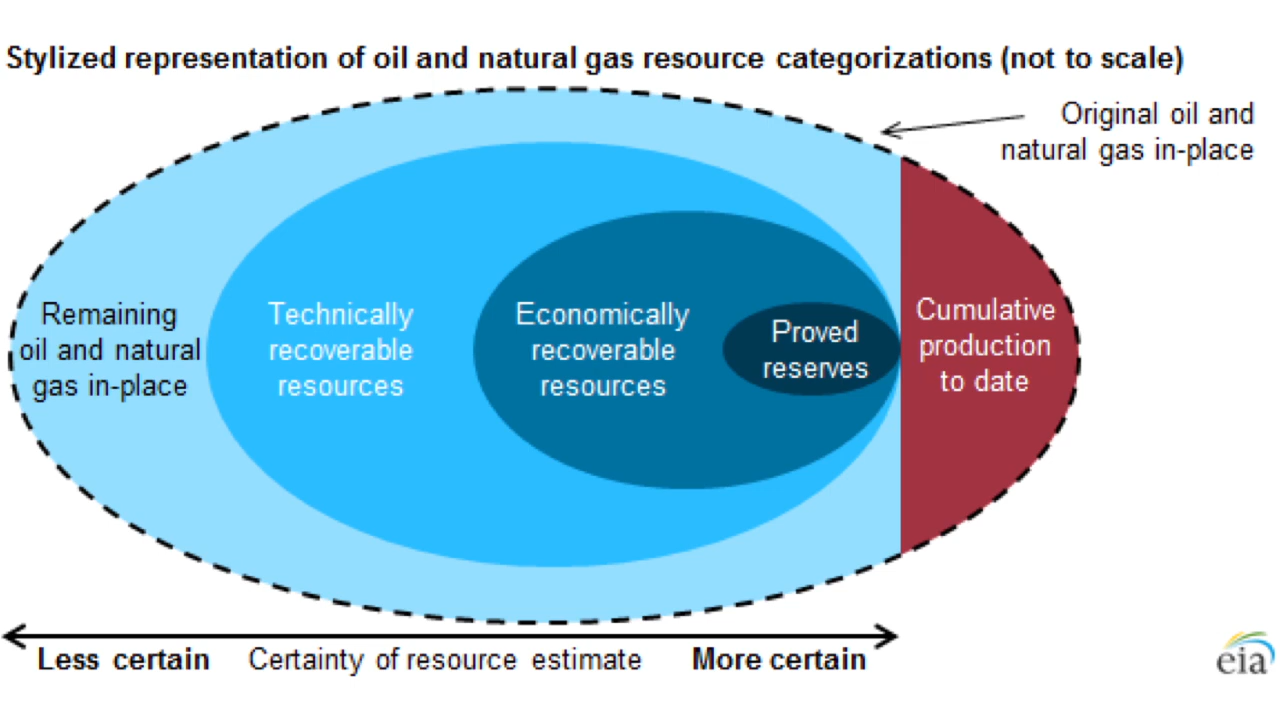 Stylized representation of oil and natural gas resource categorizations (not to scale)
Original oil and
natural gas in-place
Remaining
oil and natural
gas in-place
Technically
recoverable
resources
Economically
recoverable
resources
Proved
reserves
Cumulative
production
to date
Less certain
Certainty of resource estimate
More certain
eia